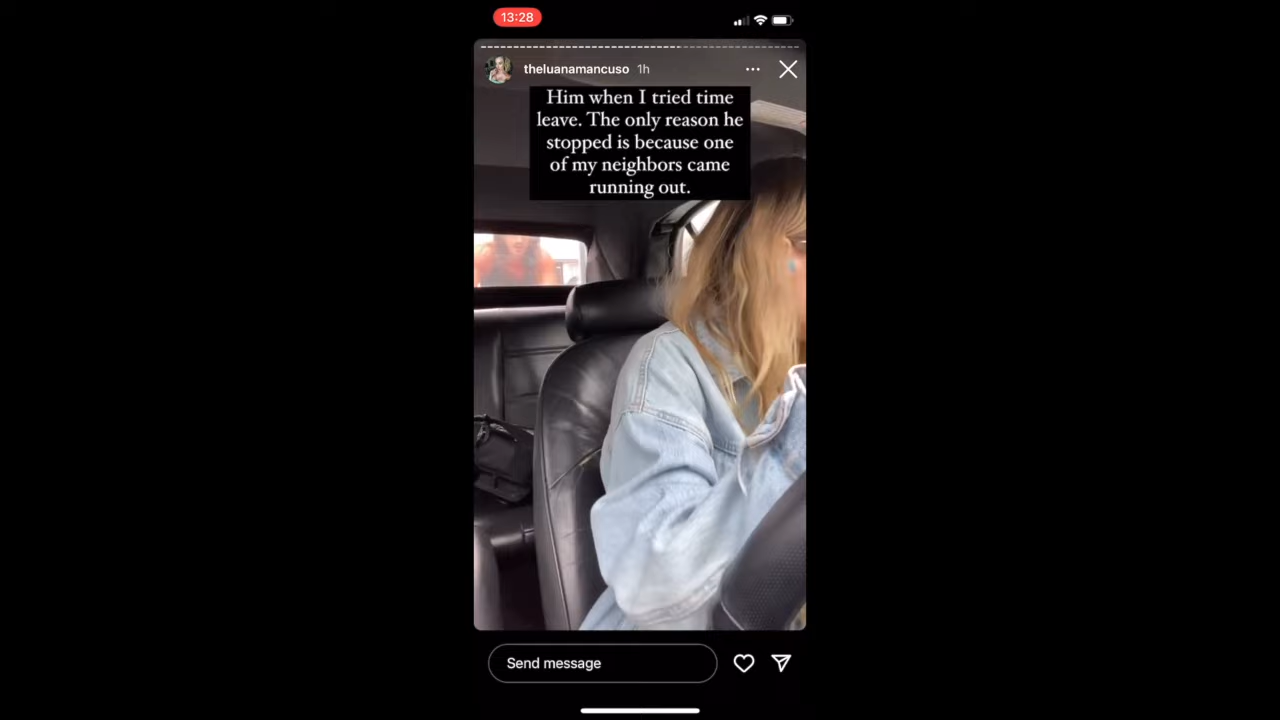 13:28
theluanamancuso 1h
Him when I tried time
leave. The only reason he
stopped is because one
of my neighbors came
running out.
Send message